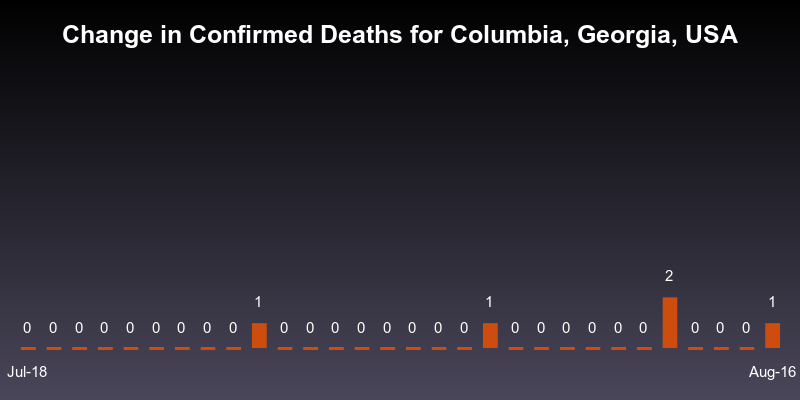 Change in Confirmed Deaths for Columbia, Georgia, USA
2
1 1 1
0 0 0 0 0 0 0 0 0 0 0 0 0 0 0 0 0 0 0 0 0 0 0 0 0 0
Jul-18 Aug-16